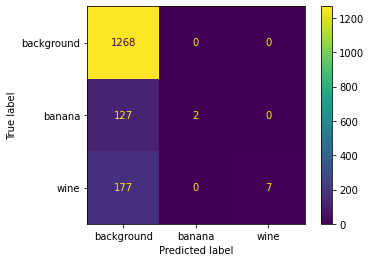 background 1268 0 0
banana 127 2 0
wine 177 0 7
background banana wine
Predicted label
True label
1200
1000
800
600
400
200
0